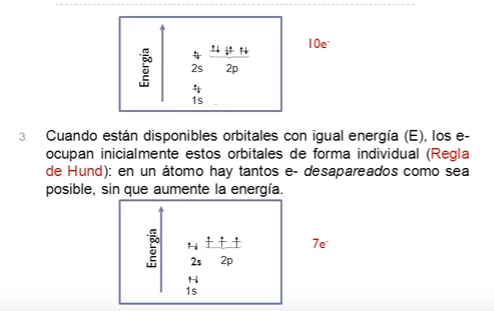 10e-
Energía
2s 2p
1s
3. Cuando están disponibles orbitales con igual energía (E), los e-
ocupan inicialmente estos orbitales de forma individual (Regla
de Hund): en un átomo hay tantos e- desapareados como sea
posible, sin que aumente la energía.
Energía
7e-
2s 2p
1s